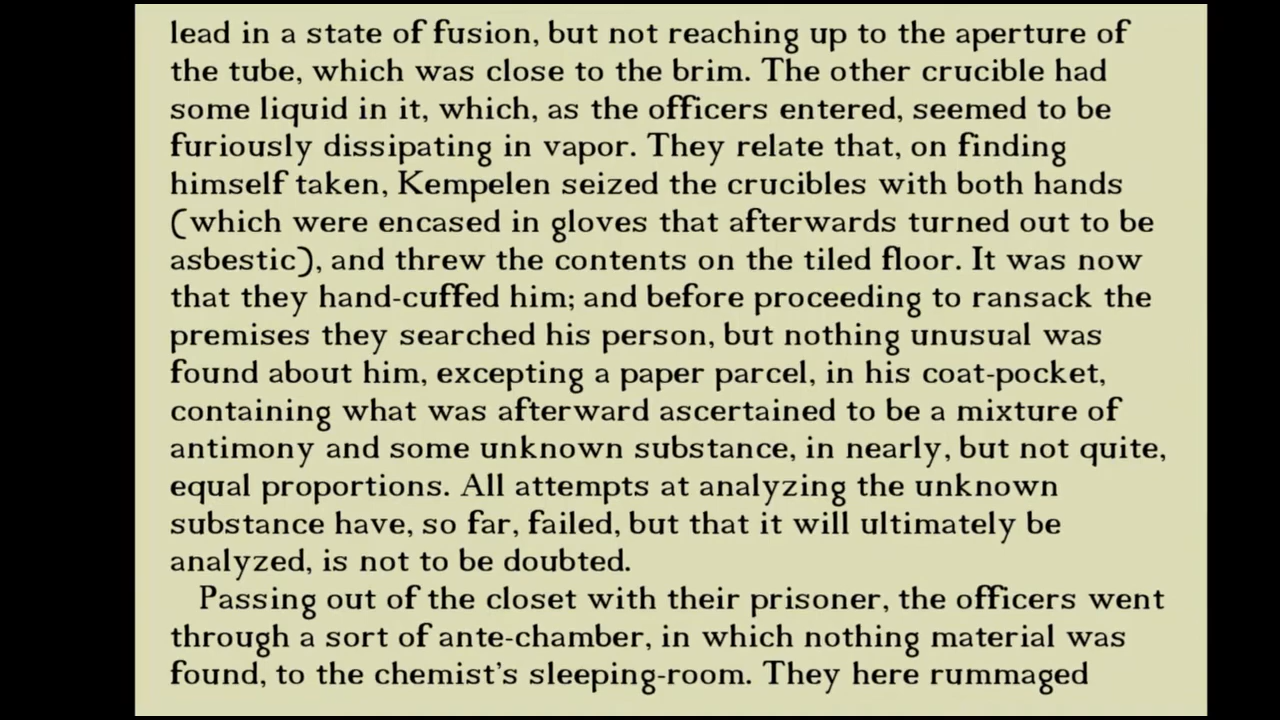 lead in a state of fusion, but not reaching up to the aperture of
the tube, which was close to the brim. The other crucible had
some liquid in it, which, as the officers entered, seemed to be
furiously dissipating in vapor. They relate that, on finding
himself taken, Kempelen seized the crucibles with both hands
(which were encased in gloves that afterwards turned out to be
asbestic), and threw the contents on the tiled floor. It was now
that they hand-cuffed him; and before proceeding to ransack the
premises they searched his person, but nothing unusual was
found about him, excepting a paper parcel, in his coat-pocket,
containing what was afterward ascertained to be a mixture of
antimony and some unknown substance, in nearly, but not quite,
equal proportions. All attempts at analyzing the unknown
substance have, so far, failed, but that it will ultimately be
analyzed, is not to be doubted.
Passing out of the closet with their prisoner, the officers went
through a sort of ante-chamber, in which nothing material was
found, to the chemist's sleeping-room. They here rummaged